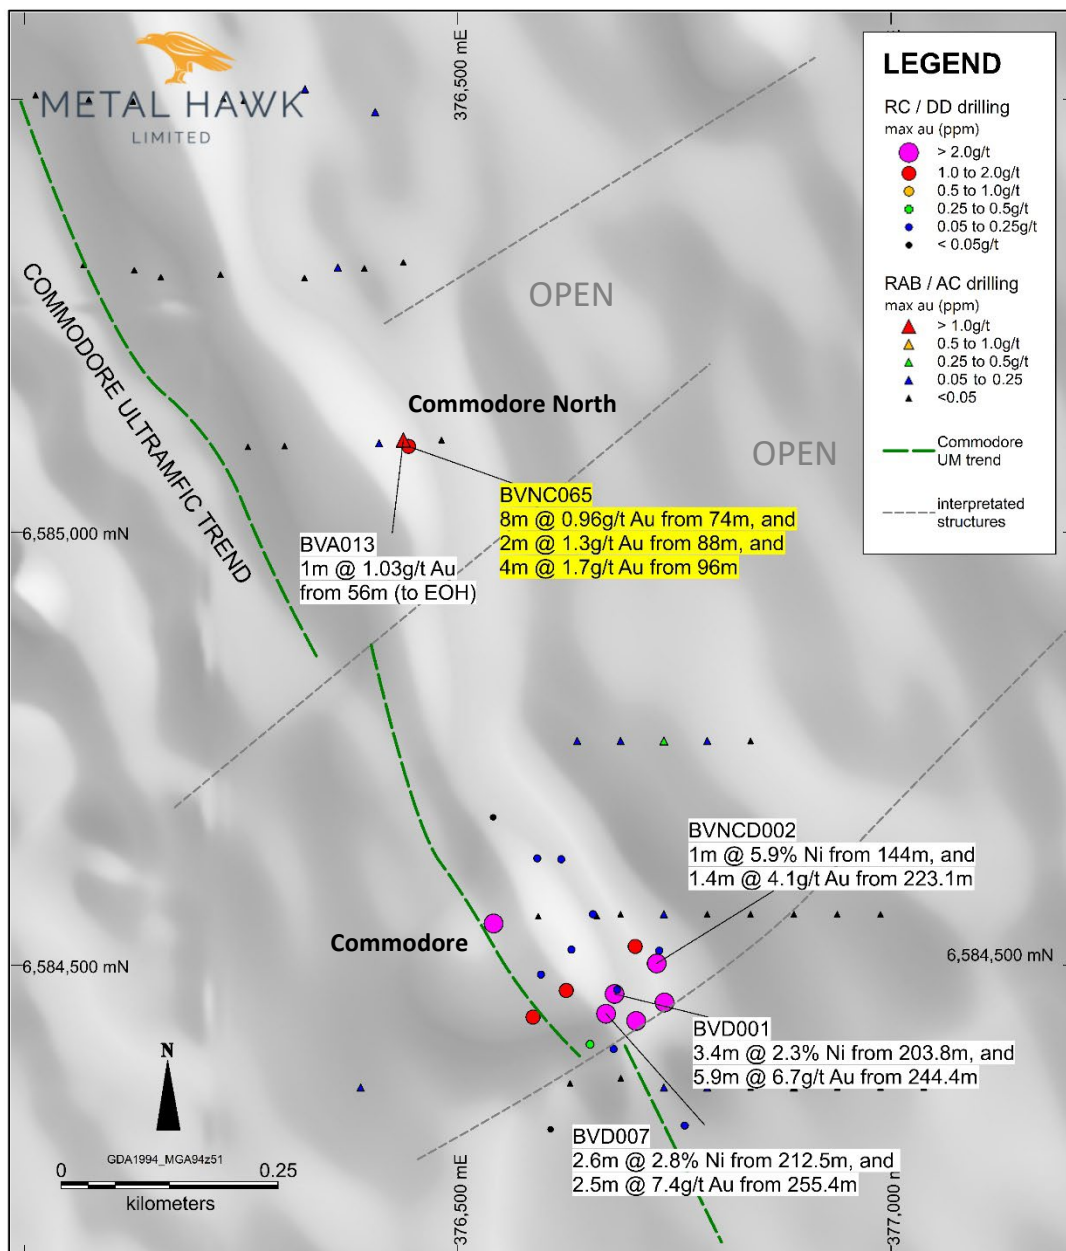 METAL HAWK
LIMITED
376,500 mE
LEGEND
RC / DD drilling
max au (ppm)
> 2.0g/t
1.0 to 2.0g/t
0.5 to 1.0g/t
0.25 to 0.5g/t
0.05 to 0.25g/t
< 0.05g/t
RAB / AC drilling
max au (ppm)
> 1.0g/t
0.5 to 1.0g/t
0.25 to 0.5g/t
0.05 to 0.25
<0.05
Commodore
UM trend
interpretated
structures
OPEN
COMMODORE ULTRAMFIC TREND
Commodore North
OPEN
BVNC065
8m @ 0.96g/t Au from 74m, and
2m @ 1.3g/t Au from 88m, and
4m @ 1.7g/t Au from 96m
6,585,000 mN
BVA013
1m @ 1.03g/t Au
from 56m (to EOH)
BVNCD002
1m @ 5.9% Ni from 144m, and
1.4m @ 4.1g/t Au from 223.1m
Commodore
6,584,500 mN
6,584,500 mN
BVD001
3.4m @ 2.3% Ni from 203.8m, and
5.9m @ 6.7g/t Au from 244.4m
N
BVD007
2.6m @ 2.8% Ni from 212.5m, and
2.5m @ 7.4g/t Au from 255.4m
GDA1994_MGA94z51
0 0.25
kilometers
376,500 mE
377,000 mE